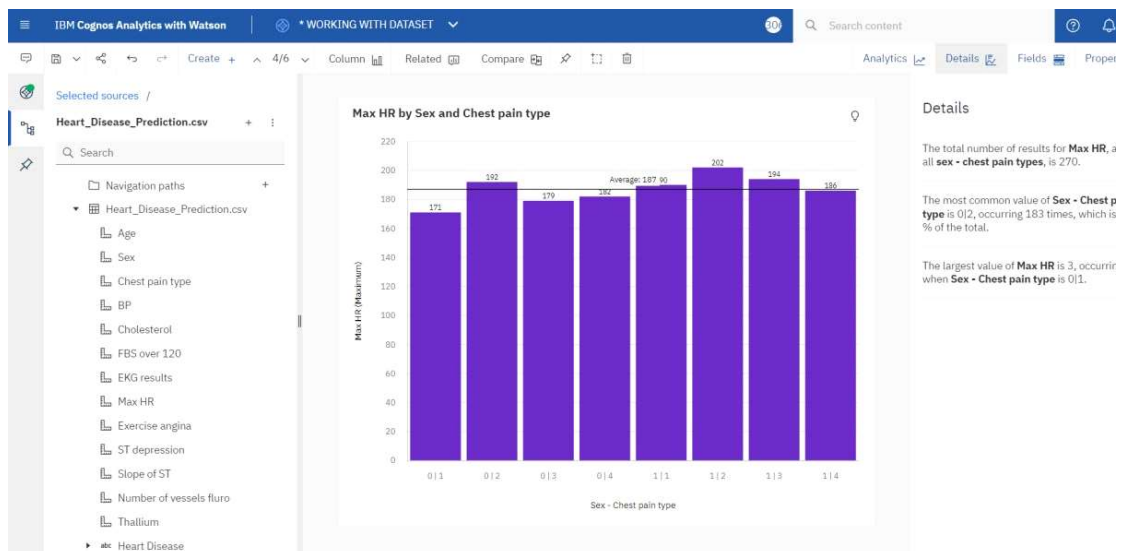 IBM Cognos Analytics with Watson
* WORKING WITH DATASET
Search content
Create +
4/6
Column
Related
Compare
Analytics
Details
Fields
Selected sources /
Heart_Disease_Prediction.csv
Search
Navigation paths
Heart_Disease_Prediction.csv
Age
Sex
Chest pain type
BP
Cholesterol
FBS over 120
EKG results
Max HR
Exercise angina
ST depression
Slope of ST
Number of vessels fluro
Thallium
abc Heart Disease
Max HR by Sex and Chest pain type
Max HR (Maximum)
220
200
180
160
140
120
100
80
60
40
20
0
171
192
179
182
Average: 187
90
202
194
186
0|1
0|2
0|3
0|4
1|1
1|2
1|3
1|4
Sex - Chest pain type
Details
The total number of results for Max HR, a
all sex - chest pain types, is 270.
The most common value of Sex - Chest p
type is 0|2, occurring 183 times, which is
% of the total.
The largest value of Max HR is 3, occurrin
when Sex - Chest pain type is 0|1.